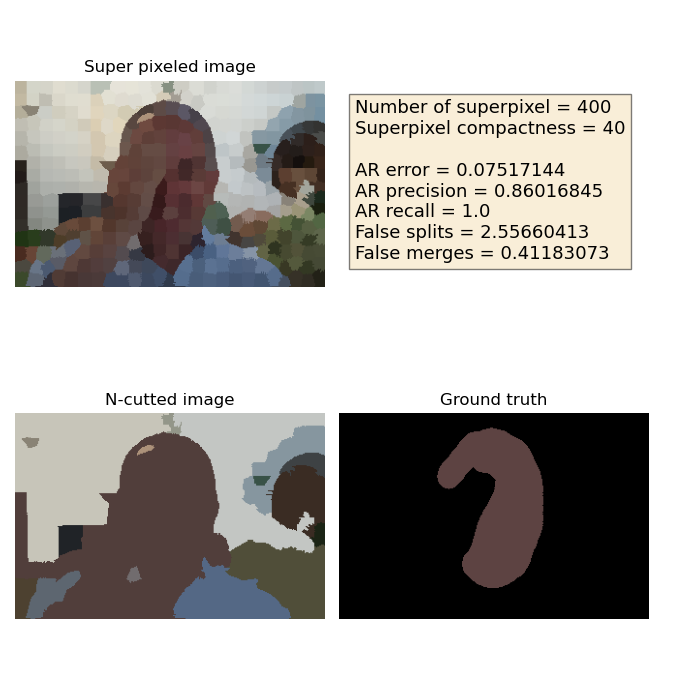 Super pixeled image
Number of superpixel = 400
Superpixel compactness = 40
AR error = 0.07517144
AR precision = 0.86016845
AR recall = 1.0
False splits = 2.55660413
False merges = 0.41183073
N-cutted image
Ground truth